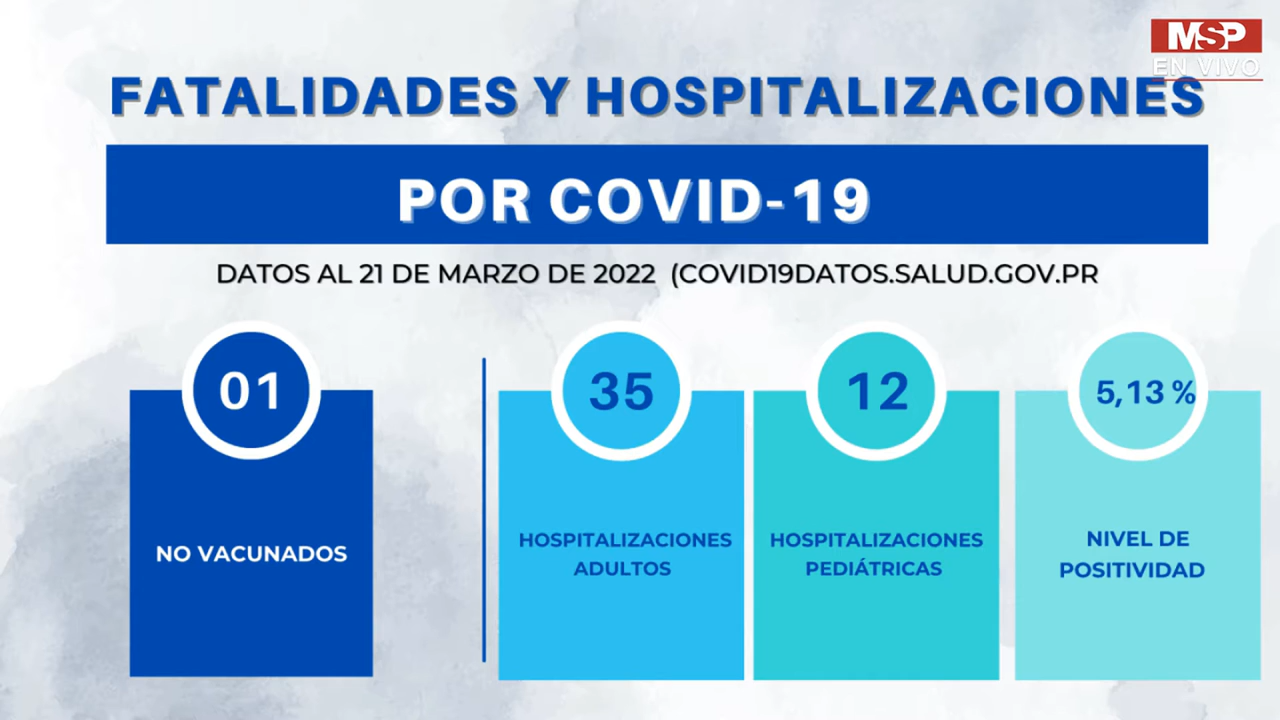 MSP
EN VIVO
FATALIDADES Y HOSPITALIZACIONES
POR COVID-19
DATOS AL 21 DE MARZO DE 2022 (COVID19DATOS.SALUD.GOV.PR
01
NO VACUNADOS
35
HOSPITALIZACIONES
ADULTOS
12
HOSPITALIZACIONES
PEDIÁTRICAS
5,13 %
NIVEL DE
POSITIVIDAD